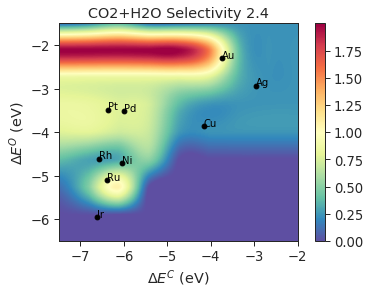 CO2+H2O Selectivity 2.4
−2
−3
−4
−5
−6
ΔE^O (eV)
Au
Ag
Pt
Pd
Cu
Rh
Ni
Ru
Ir
−7
−6
−5
−4
−3
−2
ΔE^C (eV)
1.75
1.50
1.25
1.00
0.75
0.50
0.25
0.00